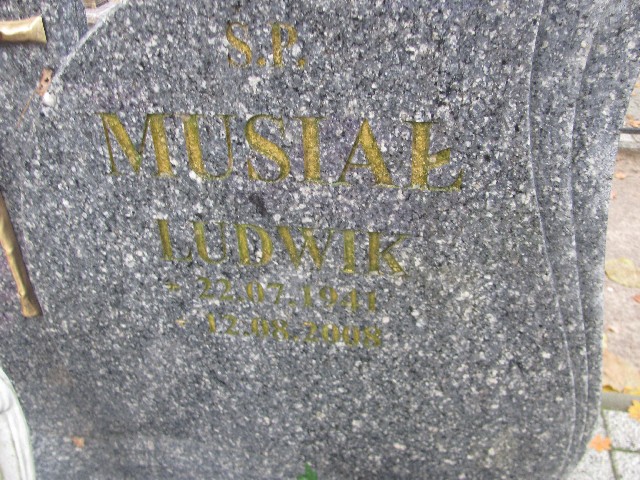 S.P.
MUSIAŁ
LUDWIK
* 22.07.1941
- 12.08.2008